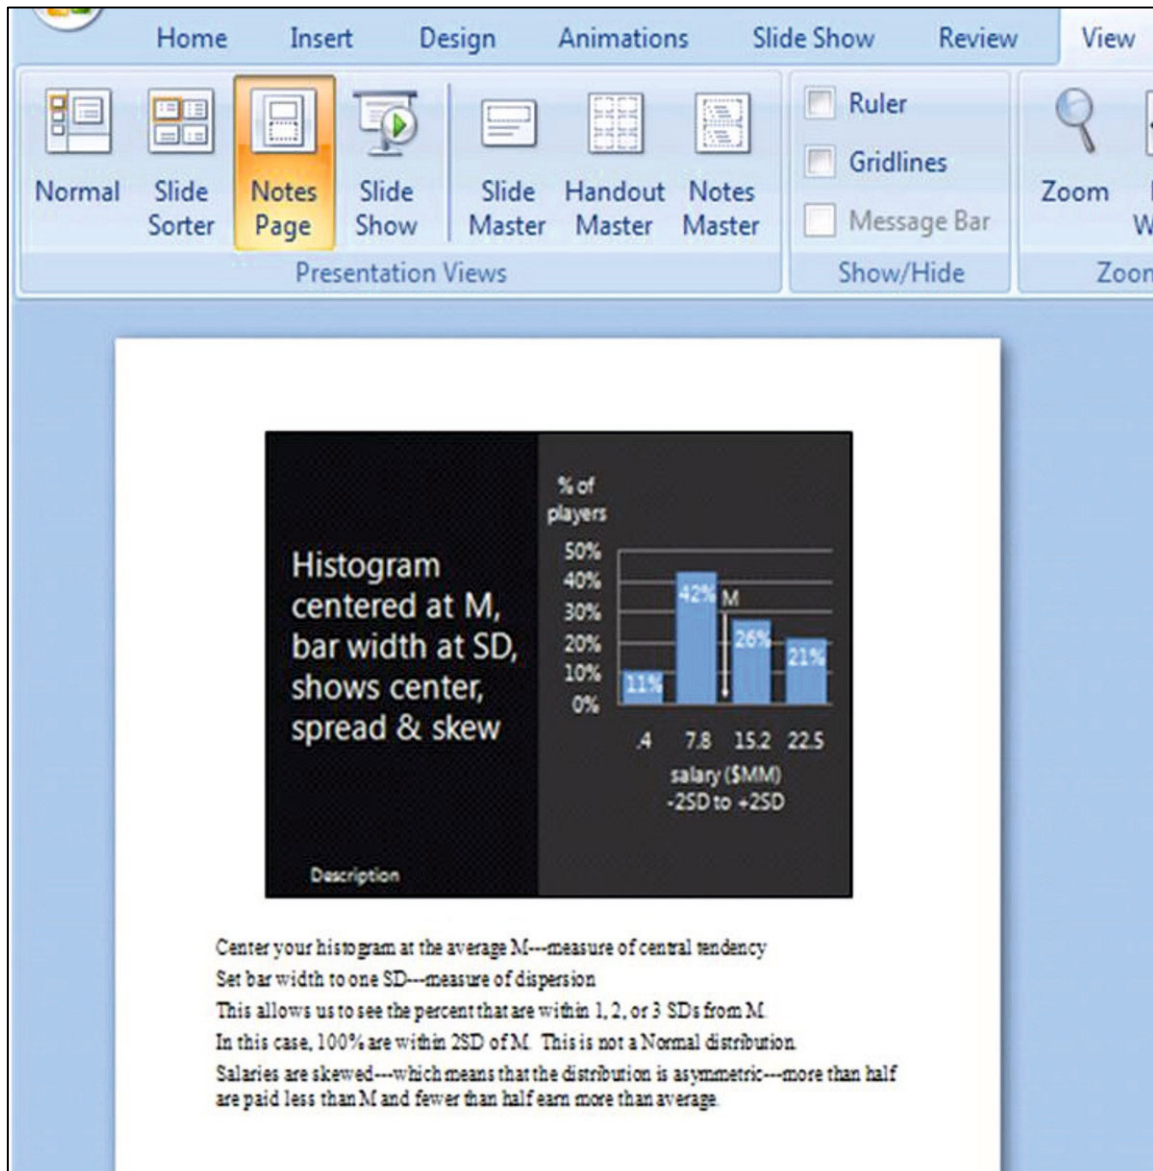 Home Insert Design Animations Slide Show Review View
Normal Slide Sorter Notes Page Slide Show Slide Master Handout Master Notes Master
Ruler
Gridlines
Message Bar
Zoom
Presentation Views Show/Hide
% of
players
50%
40%
30%
20%
10%
0%
42% M
26%
21%
11%
.4 7.8 15.2 22.5
salary ($MM)
-2SD to +2SD
Histogram
centered at M,
bar width at SD,
shows center,
spread & skew
Description
Center your histogram at the average M---measure of central tendency
Set bar width to one SD---measure of dispersion
This allows us to see the percent that are within 1, 2, or 3 SDs from M.
In this case, 100% are within 2SD of M. This is not a Normal distribution.
Salaries are skewed---which means that the distribution is asymmetric---more than half
are paid less than M and fewer than half earn more than average.